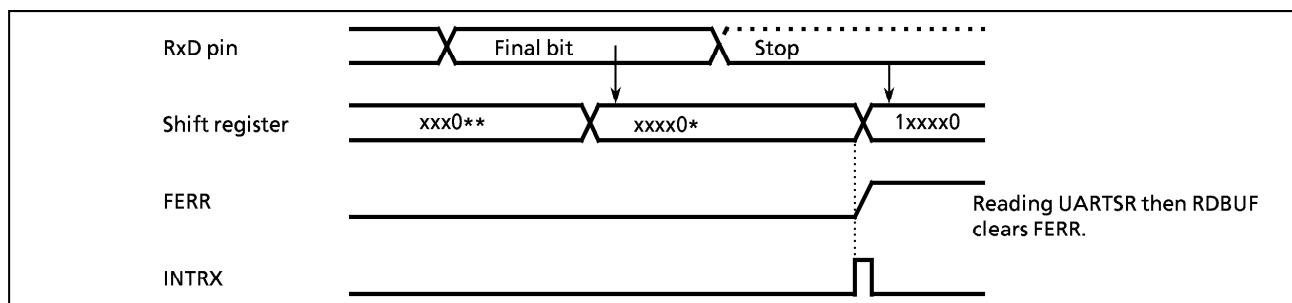 RxD pin
Final bit
Stop
Shift register
xxx0**
xxxx0*
1xxxx0
FERR
Reading UARTSR then RDBUF
clears FERR.
INTRX